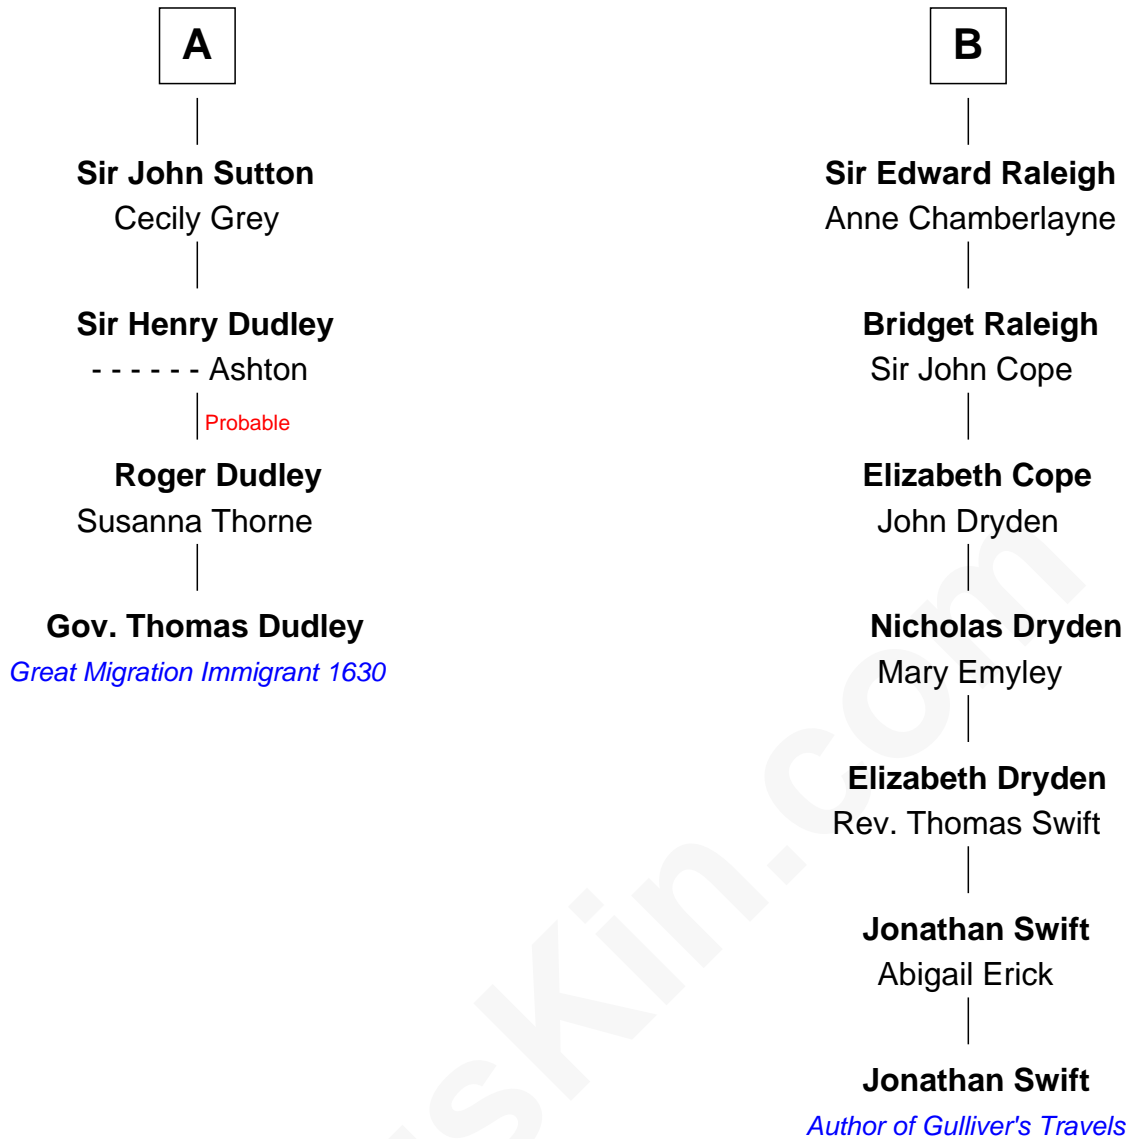 A
Sir John Sutton
Cecily Grey
Sir Henry Dudley
- - - - - - Ashton
Probable
Roger Dudley
Susanna Thorne
Gov. Thomas Dudley
Great Migration Immigrant 1630
B
Sir Edward Raleigh
Anne Chamberlayne
Bridget Raleigh
Sir John Cope
Elizabeth Cope
John Dryden
Nicholas Dryden
Mary Emyley
Elizabeth Dryden
Rev. Thomas Swift
Jonathan Swift
Abigail Erick
Jonathan Swift
Author of Gulliver's Travels